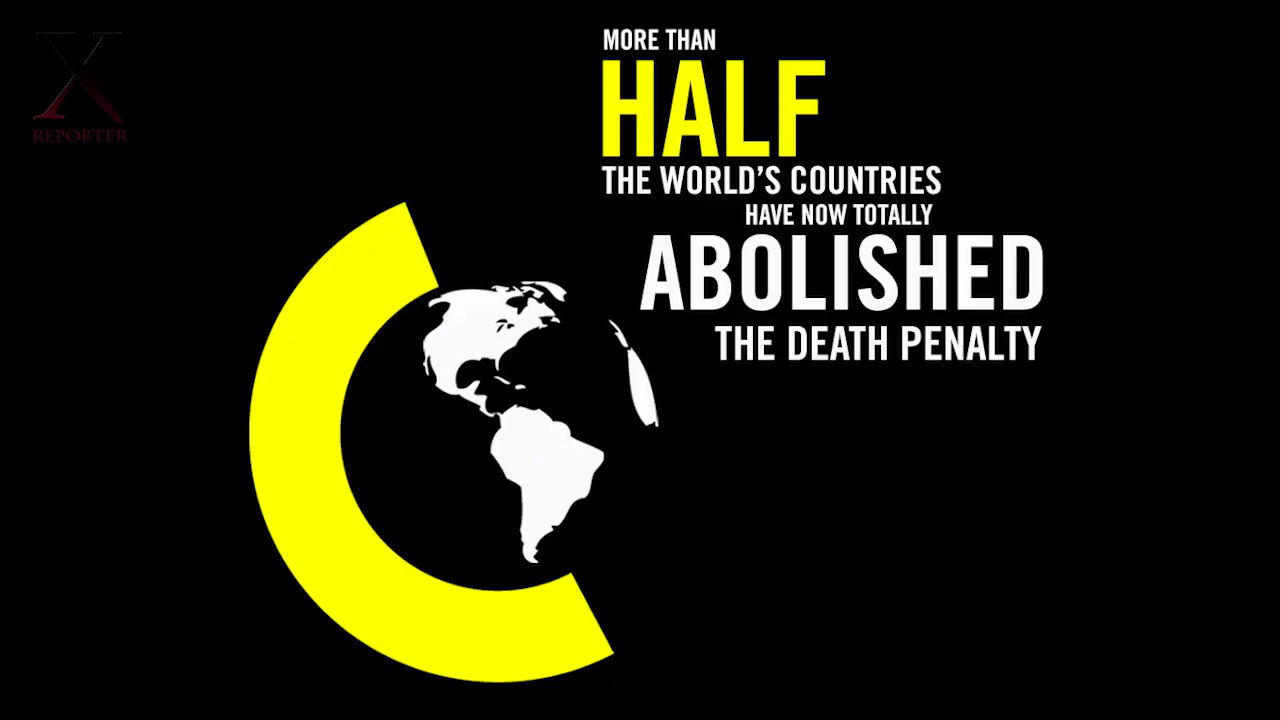 X
REPORTER
MORE THAN
HALF
THE WORLD'S COUNTRIES
HAVE NOW TOTALLY
ABOLISHED
THE DEATH PENALTY